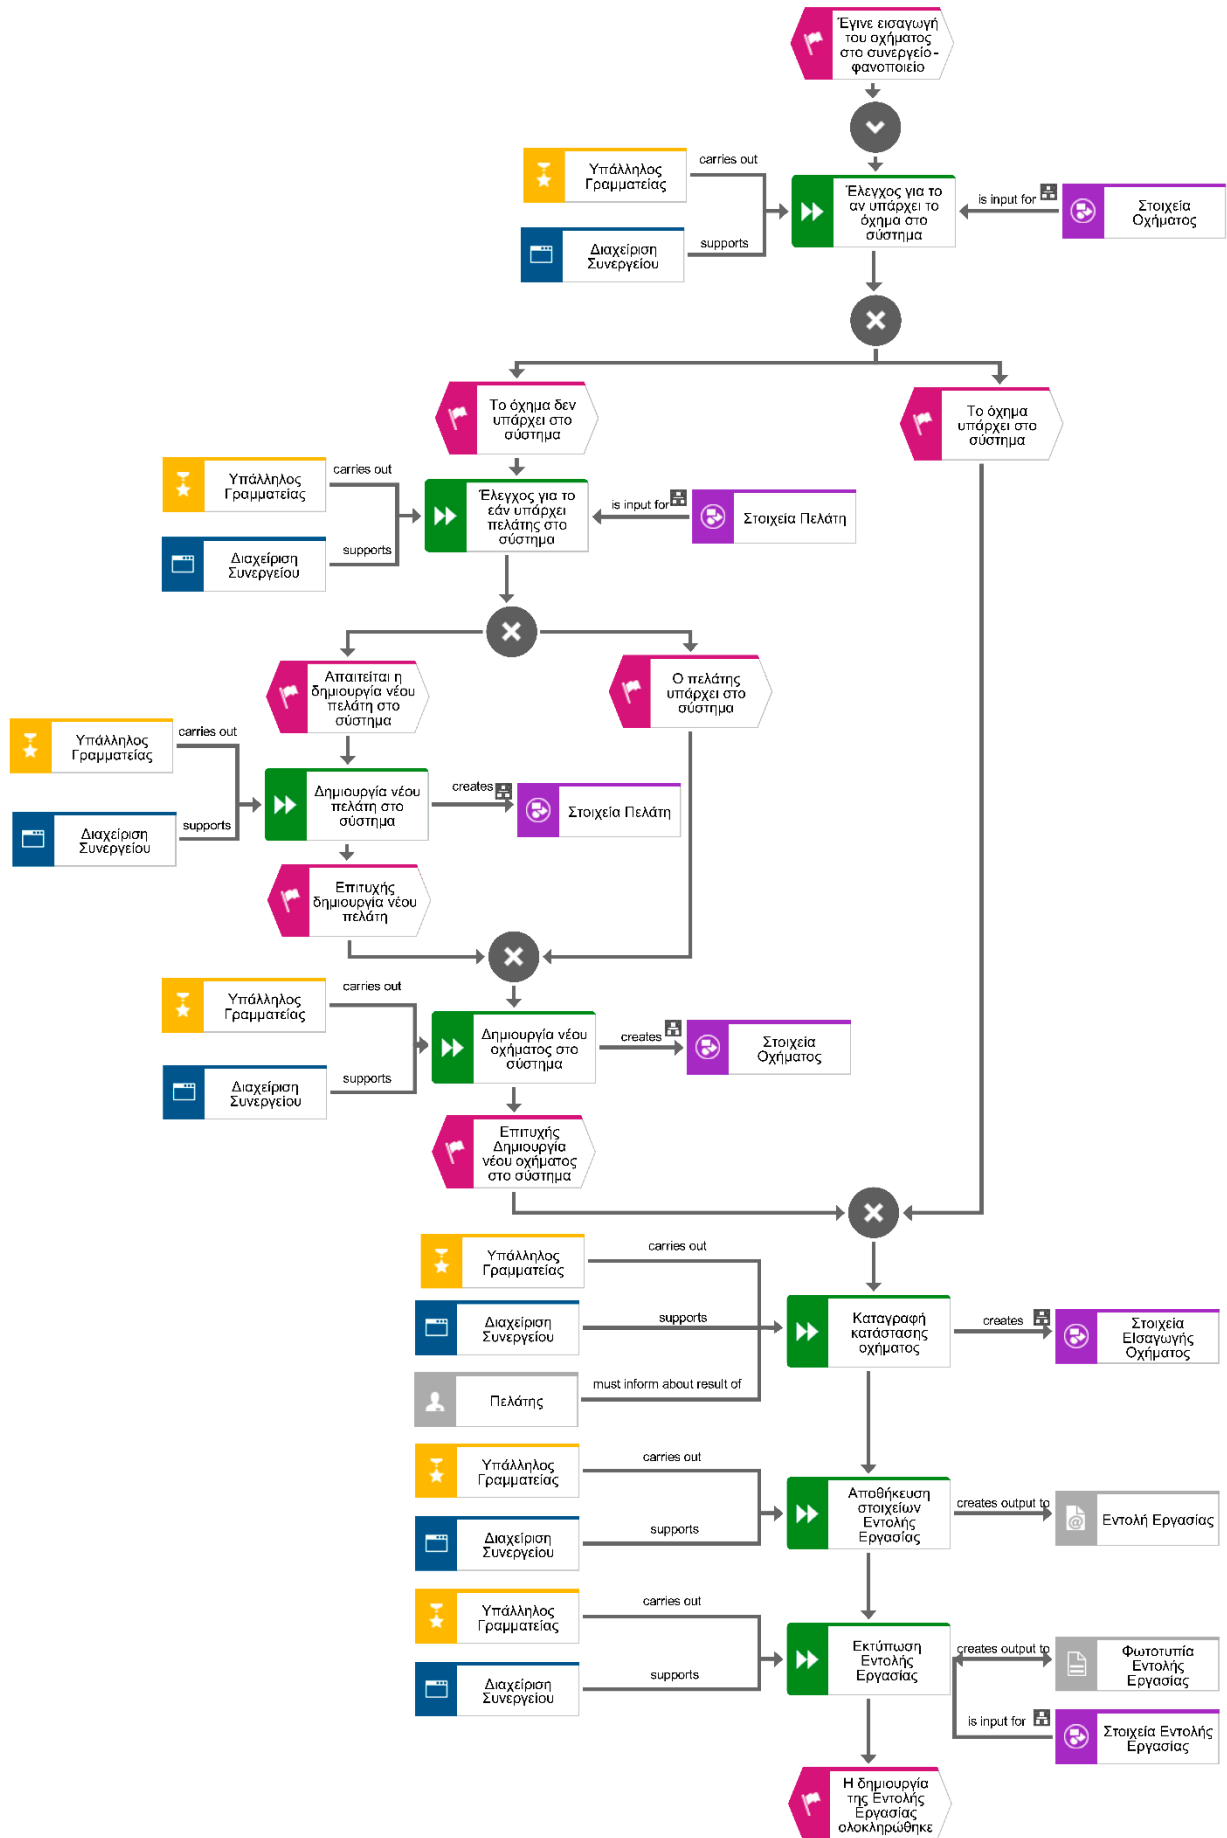 Έγινε εισαγωγή
του οχήματος
στο συνεργείο-
φανοποιείο
Υπάλληλος
Γραμματείας
carries out
Διαχείριση
Συνεργείου
supports
Έλεγχος για το
αν υπάρχει το
όχημα στο
σύστημα
is input for
Στοιχεία
Οχήματος
Το όχημα δεν
υπάρχει στο
σύστημα
Το όχημα
υπάρχει στο
σύστημα
Υπάλληλος
Γραμματείας
carries out
Διαχείριση
Συνεργείου
supports
Έλεγχος για το
εάν υπάρχει
πελάτης στο
σύστημα
is input for
Στοιχεία Πελάτη
Απαιτείται η
δημιουργία νέου
πελάτη στο
σύστημα
Ο πελάτης
υπάρχει στο
σύστημα
Υπάλληλος
Γραμματείας
carries out
Διαχείριση
Συνεργείου
supports
Δημιουργία νέου
πελάτη στο
σύστημα
creates
Στοιχεία Πελάτη
Επιτυχής
δημιουργία νέου
πελάτη
Υπάλληλος
Γραμματείας
carries out
Διαχείριση
Συνεργείου
supports
Δημιουργία νέου
οχήματος στο
σύστημα
creates
Στοιχεία
Οχήματος
Επιτυχής
Δημιουργία
νέου οχήματος
στο σύστημα
Υπάλληλος
Γραμματείας
carries out
Διαχείριση
Συνεργείου
supports
Πελάτης
must inform about result of
Καταγραφή
κατάστασης
οχήματος
creates
Στοιχεία
ΕΙσαγωγής
Οχήματος
Υπάλληλος
Γραμματείας
carries out
Διαχείριση
Συνεργείου
supports
Αποθήκευση
στοιχείων
Εντολής
Εργασίας
creates output to
Εντολή Εργασίας
Υπάλληλος
Γραμματείας
carries out
Διαχείριση
Συνεργείου
supports
Εκτύπωση
Εντολής
Εργασίας
creates output to
Φωτοτυπία
Εντολής
Εργασίας
is input for
Στοιχεία Εντολής
Εργασίας
Η δημιουργία
της Εντολής
Εργασίας
ολοκληρώθηκε